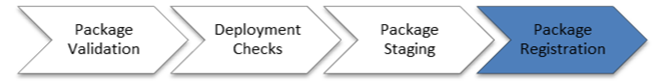 Package
Validation
Deployment
Checks
Package
Staging
Package
Registration